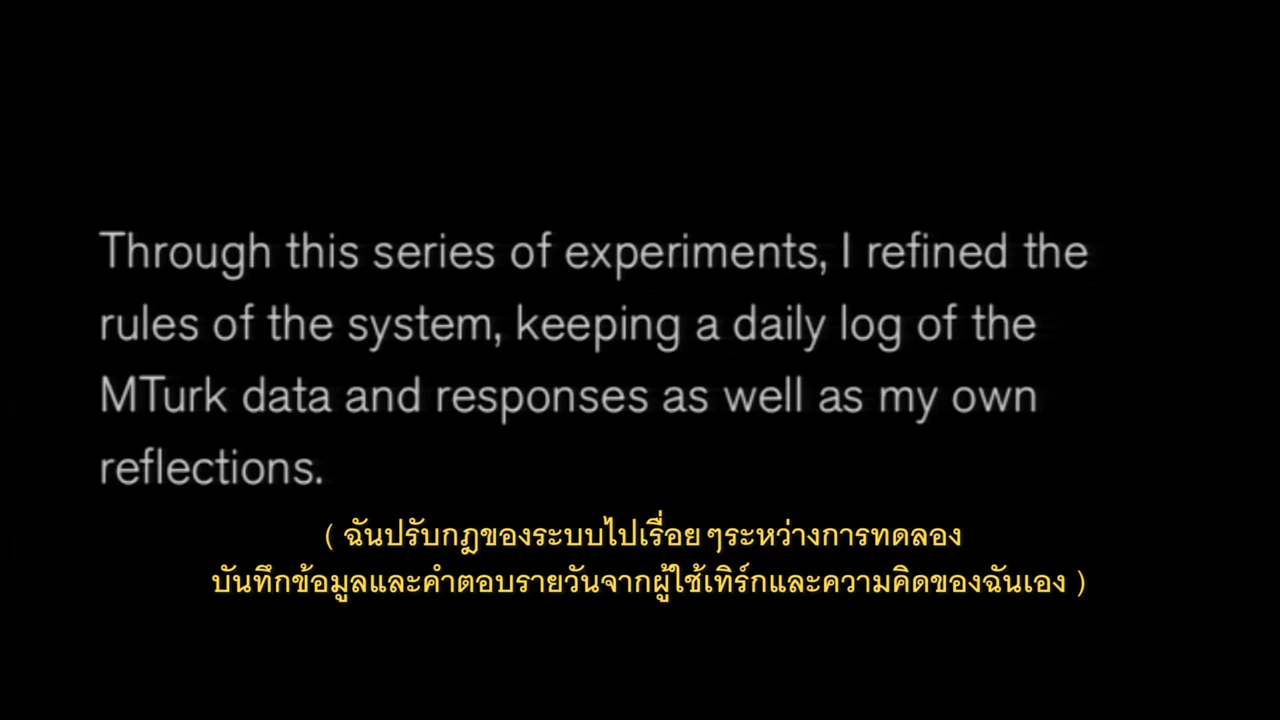 Through this series of experiments, I refined the
rules of the system, keeping a daily log of the
MTurk data and responses as well as my own
reflections.
( ฉันปรับกฎของระบบไปเรื่อยๆระหว่างการทดลอง
บันทึกข้อมูลและคำตอบรายวันจากผู้ใช้เทิร์กและความคิดของฉันเอง )